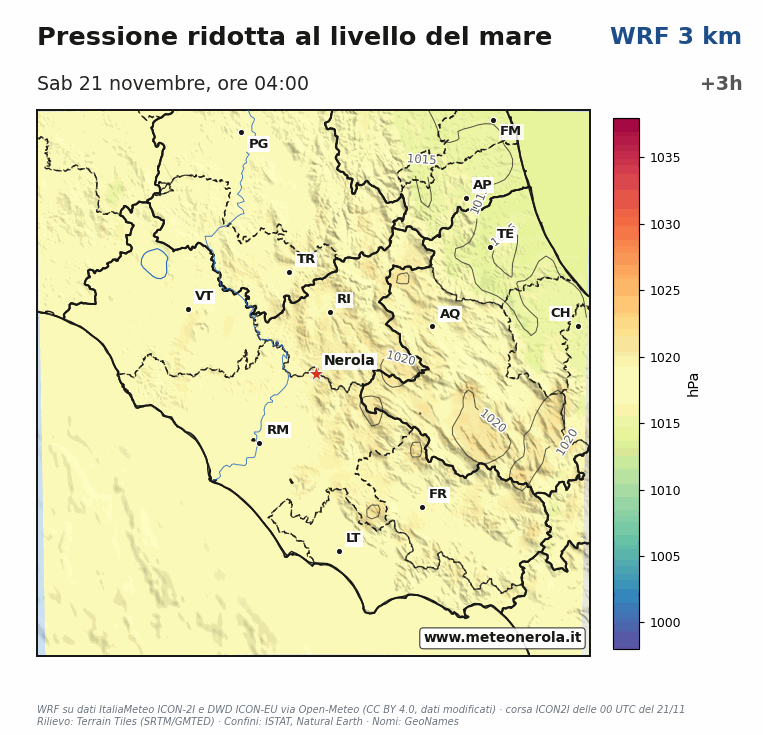 Pressione ridotta al livello del mare
WRF 3 km
Sab 21 novembre, ore 04:00
+3h
FM
PG
1015
AP
TE
TR
VT
RI
AQ
CH
Nerola
1020
1020
RM
1020
FR
LT
www.meteonerola.it
1035
1030
1025
1020
1015
1010
1005
1000
hPa
WRF su dati ItaliaMeteo ICON-2I e DWD ICON-EU via Open-Meteo (CC BY 4.0, dati modificati) · corsa ICON2I delle 00 UTC del 21/11
Rilievo: Terrain Tiles (SRTM/GMTED) · Confini: ISTAT, Natural Earth · Nomi: GeoNames